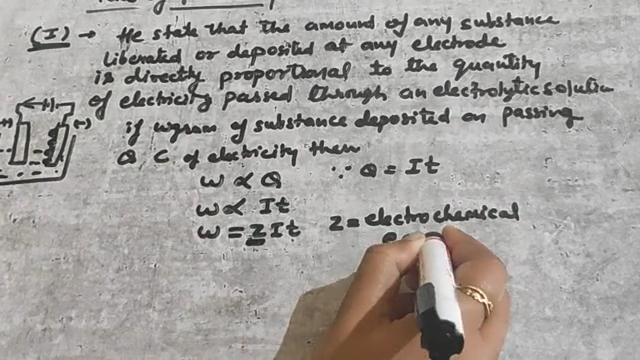 (I) → He state that the amount of any substance
liberated or deposited at any electrode
is directly proportional to the quantity
of electricity passed through an electrolytic solution
if w gram of substance deposited on passing
Q C. of electricity then
w ∝ Q ∵ Q = It
w ∝ It
w = ZIt Z = electrochemical